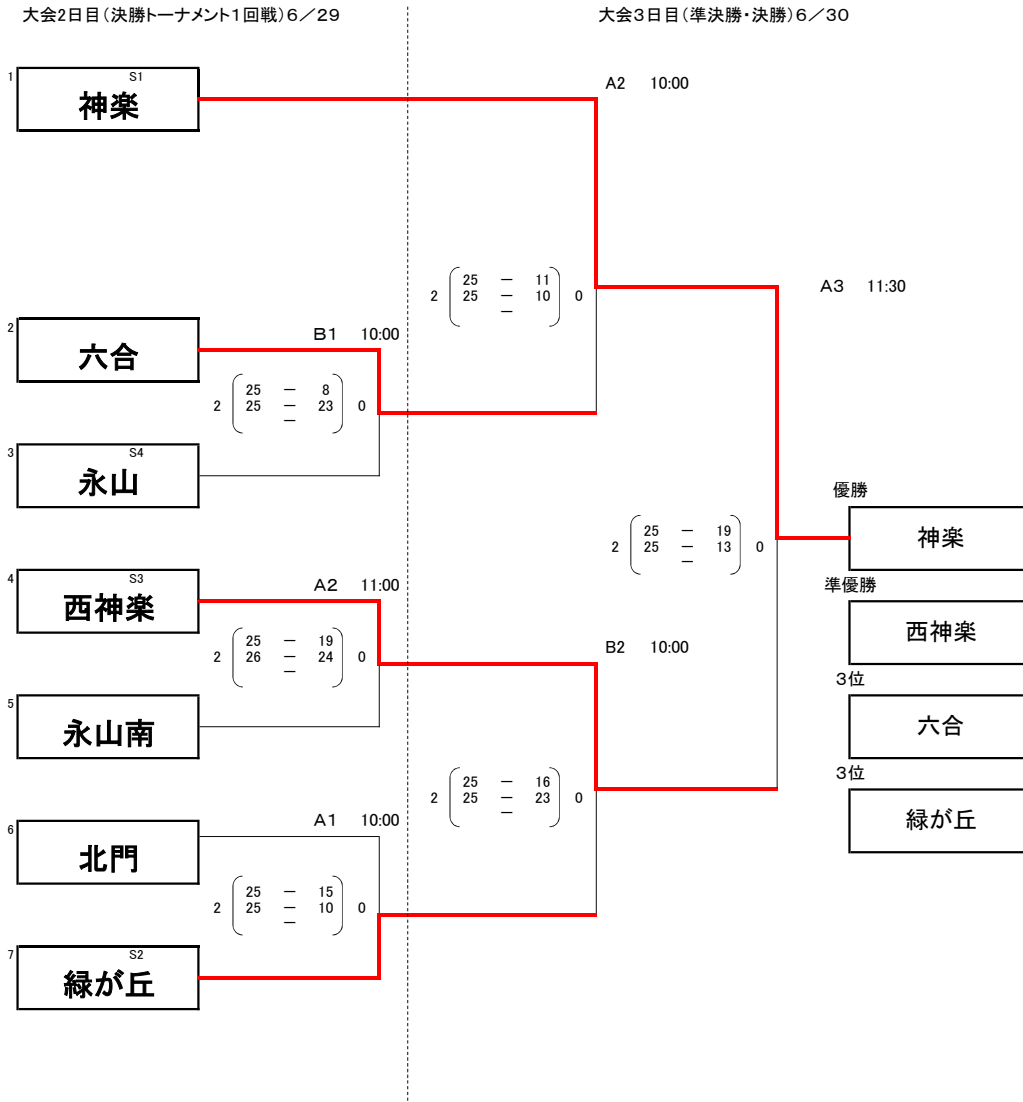 大会2日目(決勝トーナメント1回戦)6/29
大会3日目(準決勝・決勝)6/30
1
S1
神楽
A2 10:00
25 － 11
2 25 － 10 0
－
A3 11:30
2
六合
B1 10:00
25 － 8
2 25 － 23 0
－
3
S4
永山
優勝
神楽
25 － 19
2 25 － 13 0
－
4
S3
西神楽
A2 11:00
準優勝
西神楽
25 － 19
2 26 － 24 0
－
B2 10:00
3位
六合
5
永山南
3位
緑が丘
25 － 16
2 25 － 23 0
－
6
北門
A1 10:00
25 － 15
2 25 － 10 0
－
7
S2
緑が丘